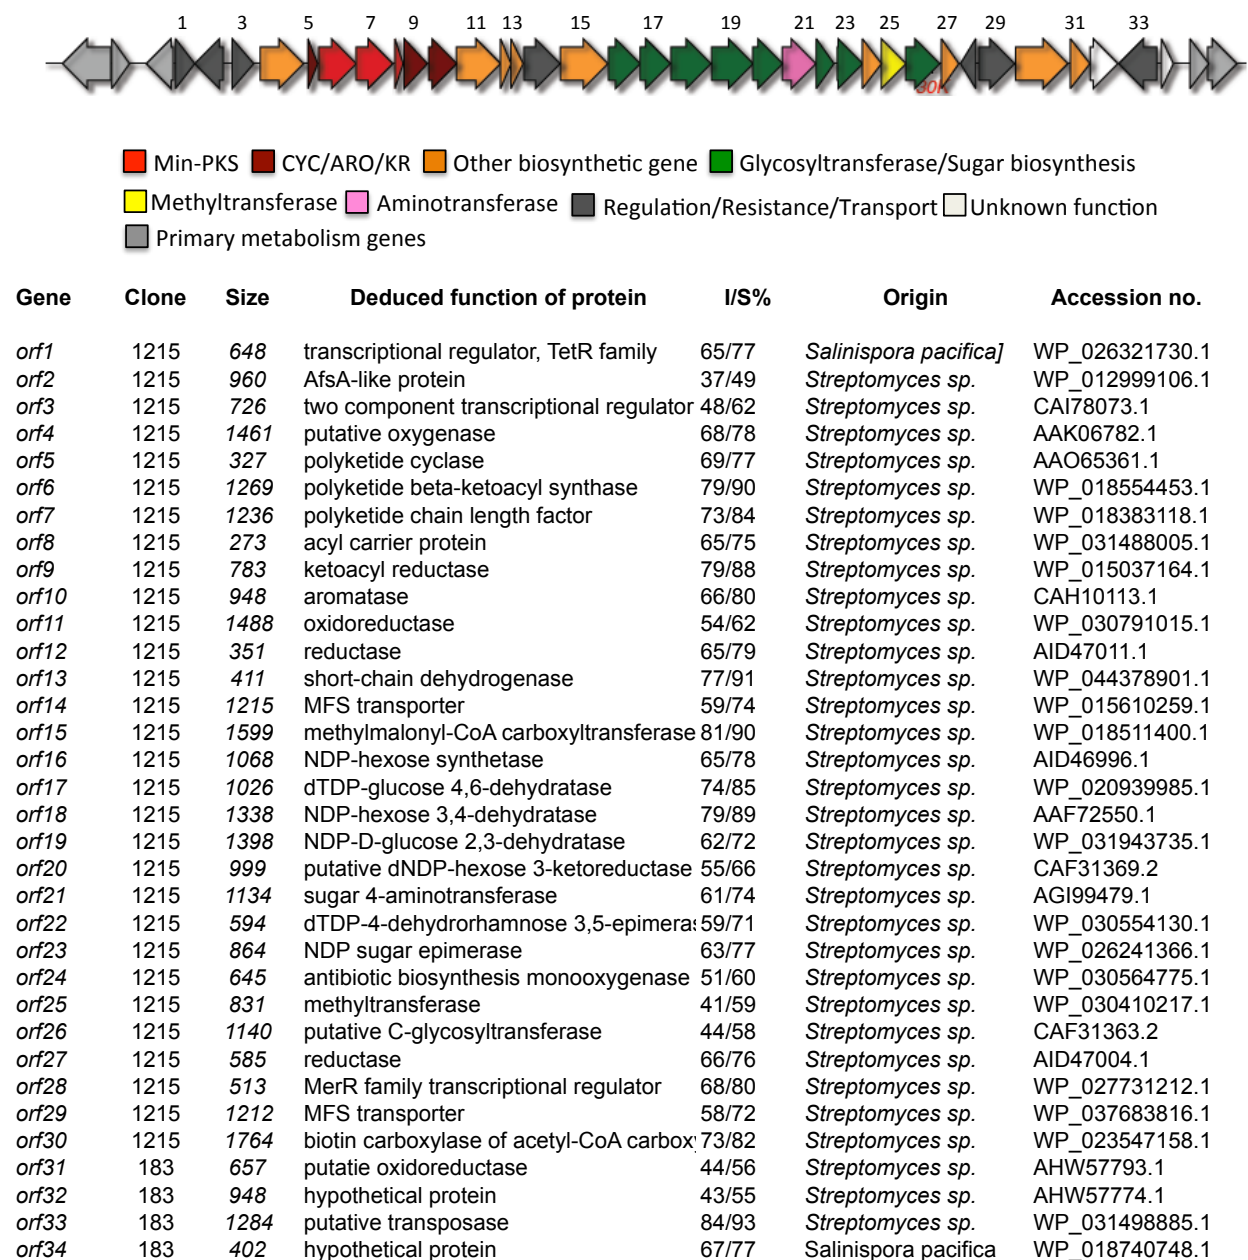 1 3 5 7 9 11 13 15 17 19 21 23 25 27 29 31 33
Min-PKS CYC/ARO/KR Other biosynthetic gene Glycosyltransferase/Sugar biosynthesis
Methyltransferase Aminotransferase Regulation/Resistance/Transport Unknown function
Primary metabolism genes
Gene Clone Size Deduced function of protein I/S% Origin Accession no.
orf1 1215 648 transcriptional regulator, TetR family 65/77 Salinispora pacifica] WP_026321730.1
orf2 1215 960 AfsA-like protein 37/49 Streptomyces sp. WP_012999106.1
orf3 1215 726 two component transcriptional regulator 48/62 Streptomyces sp. CAI78073.1
orf4 1215 1461 putative oxygenase 68/78 Streptomyces sp. AAK06782.1
orf5 1215 327 polyketide cyclase 69/77 Streptomyces sp. AAO65361.1
orf6 1215 1269 polyketide beta-ketoacyl synthase 79/90 Streptomyces sp. WP_018554453.1
orf7 1215 1236 polyketide chain length factor 73/84 Streptomyces sp. WP_018383118.1
orf8 1215 273 acyl carrier protein 65/75 Streptomyces sp. WP_031488005.1
orf9 1215 783 ketoacyl reductase 79/88 Streptomyces sp. WP_015037164.1
orf10 1215 948 aromatase 66/80 Streptomyces sp. CAH10113.1
orf11 1215 1488 oxidoreductase 54/62 Streptomyces sp. WP_030791015.1
orf12 1215 351 reductase 65/79 Streptomyces sp. AID47011.1
orf13 1215 411 short-chain dehydrogenase 77/91 Streptomyces sp. WP_044378901.1
orf14 1215 1215 MFS transporter 59/74 Streptomyces sp. WP_015610259.1
orf15 1215 1599 methylmalonyl-CoA carboxyltransferase 81/90 Streptomyces sp. WP_018511400.1
orf16 1215 1068 NDP-hexose synthetase 65/78 Streptomyces sp. AID46996.1
orf17 1215 1026 dTDP-glucose 4,6-dehydratase 74/85 Streptomyces sp. WP_020939985.1
orf18 1215 1338 NDP-hexose 3,4-dehydratase 79/89 Streptomyces sp. AAF72550.1
orf19 1215 1398 NDP-D-glucose 2,3-dehydratase 62/72 Streptomyces sp. WP_031943735.1
orf20 1215 999 putative dNDP-hexose 3-ketoreductase 55/66 Streptomyces sp. CAF31369.2
orf21 1215 1134 sugar 4-aminotransferase 61/74 Streptomyces sp. AGI99479.1
orf22 1215 594 dTDP-4-dehydrorhamnose 3,5-epimeras 59/71 Streptomyces sp. WP_030554130.1
orf23 1215 864 NDP sugar epimerase 63/77 Streptomyces sp. WP_026241366.1
orf24 1215 645 antibiotic biosynthesis monooxygenase 51/60 Streptomyces sp. WP_030564775.1
orf25 1215 831 methyltransferase 41/59 Streptomyces sp. WP_030410217.1
orf26 1215 1140 putative C-glycosyltransferase 44/58 Streptomyces sp. CAF31363.2
orf27 1215 585 reductase 66/76 Streptomyces sp. AID47004.1
orf28 1215 513 MerR family transcriptional regulator 68/80 Streptomyces sp. WP_027731212.1
orf29 1215 1212 MFS transporter 58/72 Streptomyces sp. WP_037683816.1
orf30 1215 1764 biotin carboxylase of acetyl-CoA carboxy 73/82 Streptomyces sp. WP_023547158.1
orf31 183 657 putatie oxidoreductase 44/56 Streptomyces sp. AHW57793.1
orf32 183 948 hypothetical protein 43/55 Streptomyces sp. AHW57774.1
orf33 183 1284 putative transposase 84/93 Streptomyces sp. WP_031498885.1
orf34 183 402 hypothetical protein 67/77 Salinispora pacifica WP_018740748.1